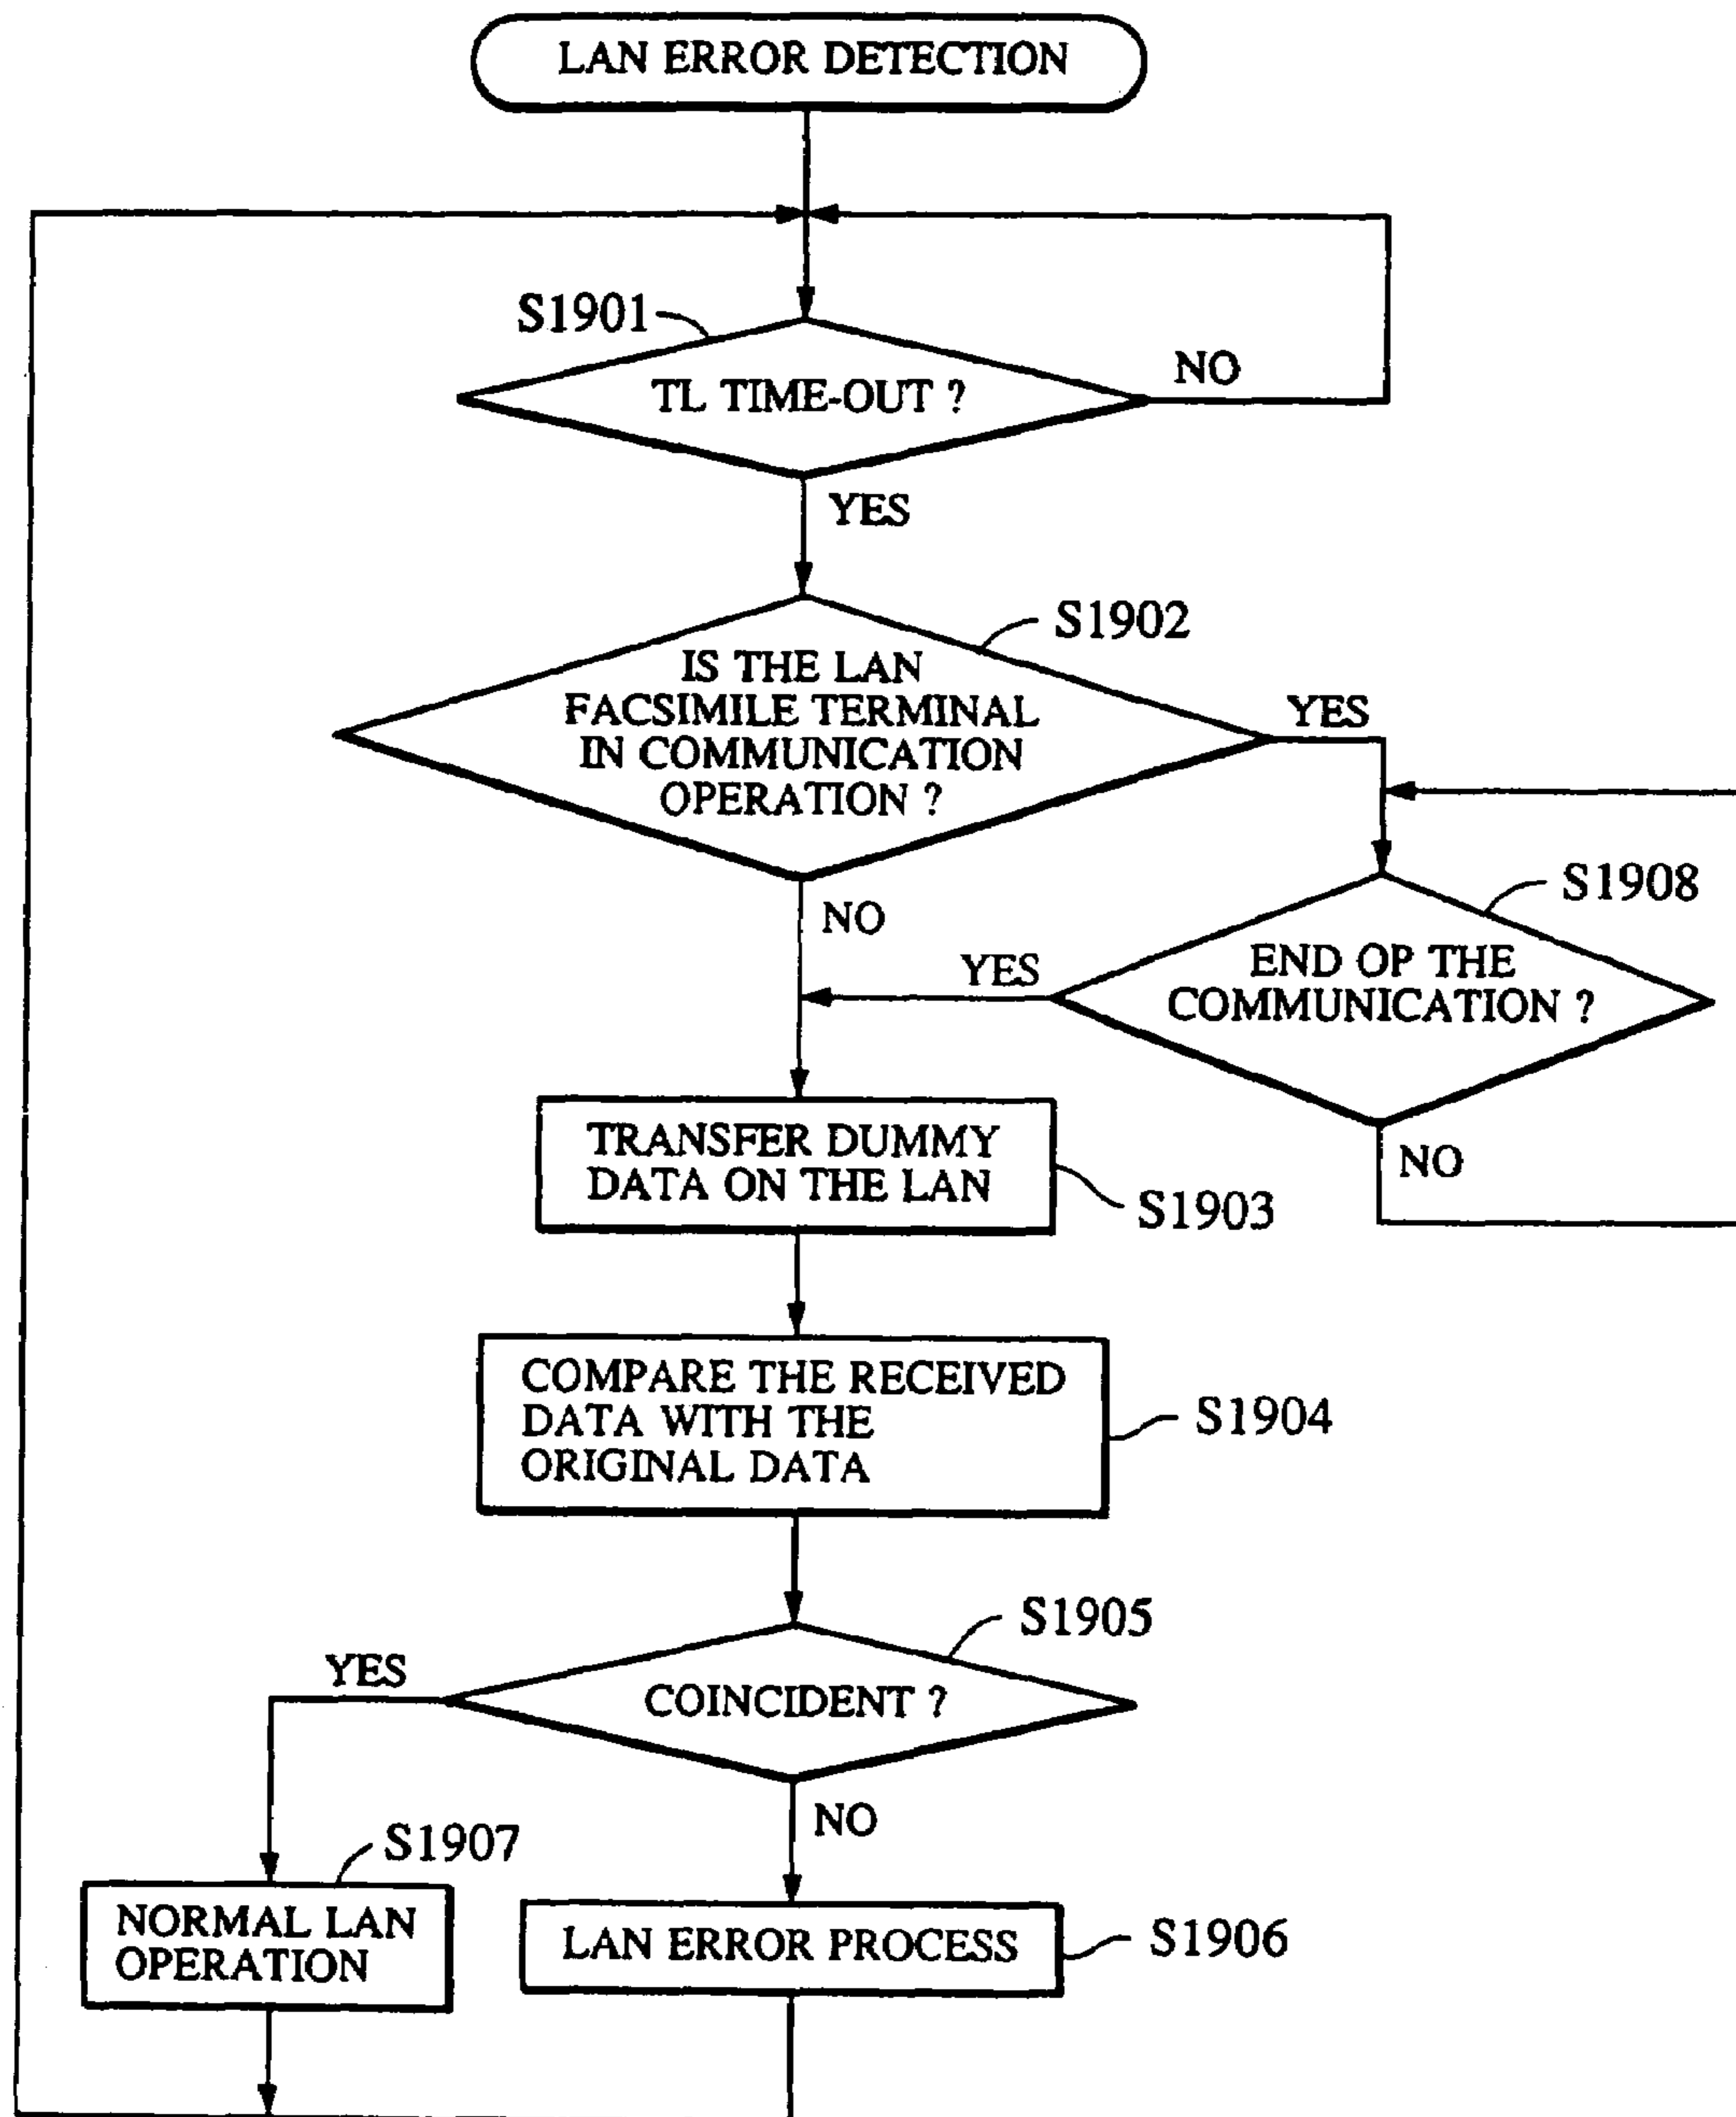 LAN ERROR DETECTION
S1901
TL TIME-OUT ?
NO
YES
S1902
IS THE LAN
FACSIMILE TERMINAL
IN COMMUNICATION
OPERATION ?
YES
NO
S1908
END OP THE
COMMUNICATION ?
YES
NO
TRANSFER DUMMY
DATA ON THE LAN
S1903
COMPARE THE RECEIVED
DATA WITH THE
ORIGINAL DATA
S1904
S1905
COINCIDENT ?
YES
NO
S1907
NORMAL LAN
OPERATION
LAN ERROR PROCESS
S1906